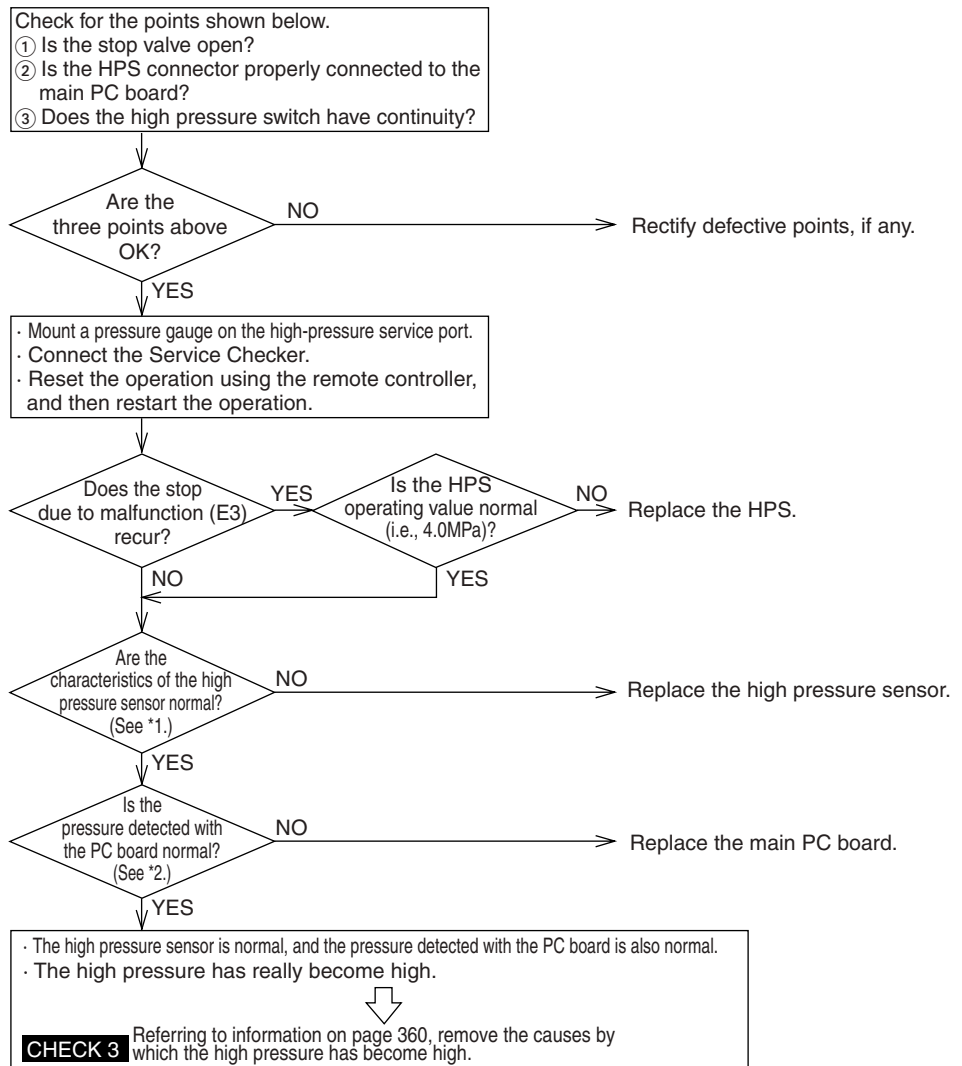 Check for the points shown below.
① Is the stop valve open?
② Is the HPS connector properly connected to the
main PC board?
③ Does the high pressure switch have continuity?
Are the
three points above
OK?
NO
Rectify defective points, if any.
YES
· Mount a pressure gauge on the high-pressure service port.
· Connect the Service Checker.
· Reset the operation using the remote controller,
and then restart the operation.
Does the stop
due to malfunction (E3)
recur?
YES
Is the HPS
operating value normal
(i.e., 4.0MPa)?
NO
Replace the HPS.
NO
YES
Are the
characteristics of the high
pressure sensor normal?
(See *1.)
NO
Replace the high pressure sensor.
YES
Is the
pressure detected with
the PC board normal?
(See *2.)
NO
Replace the main PC board.
YES
· The high pressure sensor is normal, and the pressure detected with the PC board is also normal.
· The high pressure has really become high.
CHECK 3 Referring to information on page 360, remove the causes by
which the high pressure has become high.